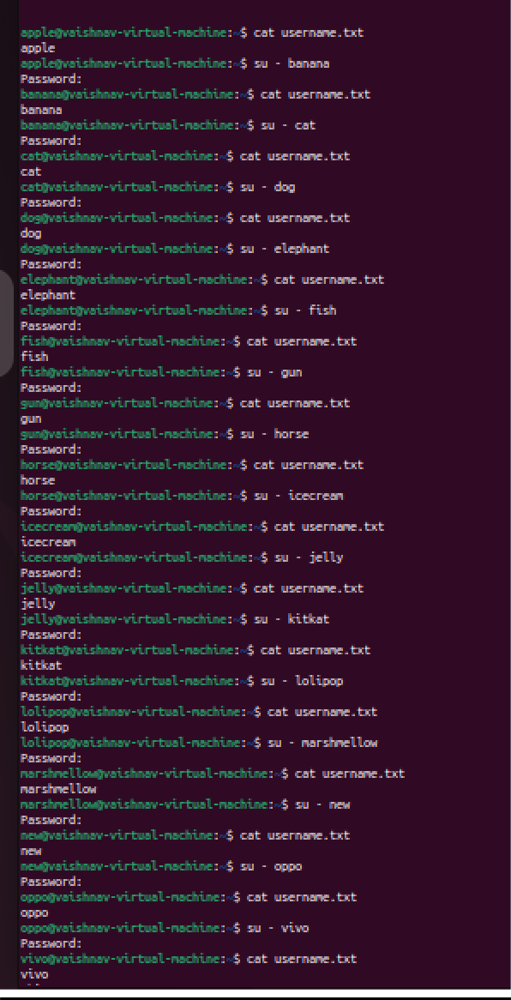 apple@vaishnav-virtual-machine:~$ cat username.txt
apple
apple@vaishnav-virtual-machine:~$ su - banana
Password:
banana@vaishnav-virtual-machine:~$ cat username.txt
banana
banana@vaishnav-virtual-machine:~$ su - cat
Password:
cat@vaishnav-virtual-machine:~$ cat username.txt
cat
cat@vaishnav-virtual-machine:~$ su - dog
Password:
dog@vaishnav-virtual-machine:~$ cat username.txt
dog
dog@vaishnav-virtual-machine:~$ su - elephant
Password:
elephant@vaishnav-virtual-machine:~$ cat username.txt
elephant
elephant@vaishnav-virtual-machine:~$ su - fish
Password:
fish@vaishnav-virtual-machine:~$ cat username.txt
fish
fish@vaishnav-virtual-machine:~$ su - gun
Password:
gun@vaishnav-virtual-machine:~$ cat username.txt
gun
gun@vaishnav-virtual-machine:~$ su - horse
Password:
horse@vaishnav-virtual-machine:~$ cat username.txt
horse
horse@vaishnav-virtual-machine:~$ su - icecream
Password:
icecream@vaishnav-virtual-machine:~$ cat username.txt
icecream
icecream@vaishnav-virtual-machine:~$ su - jelly
Password:
jelly@vaishnav-virtual-machine:~$ cat username.txt
jelly
jelly@vaishnav-virtual-machine:~$ su - kitkat
Password:
kitkat@vaishnav-virtual-machine:~$ cat username.txt
kitkat
kitkat@vaishnav-virtual-machine:~$ su - lolipop
Password:
lolipop@vaishnav-virtual-machine:~$ cat username.txt
lolipop
lolipop@vaishnav-virtual-machine:~$ su - marshmellow
Password:
marshmellow@vaishnav-virtual-machine:~$ cat username.txt
marshmellow
marshmellow@vaishnav-virtual-machine:~$ su - new
Password:
new@vaishnav-virtual-machine:~$ cat username.txt
new
new@vaishnav-virtual-machine:~$ su - oppo
Password:
oppo@vaishnav-virtual-machine:~$ cat username.txt
oppo
oppo@vaishnav-virtual-machine:~$ su - vivo
Password:
vivo@vaishnav-virtual-machine:~$ cat username.txt
vivo